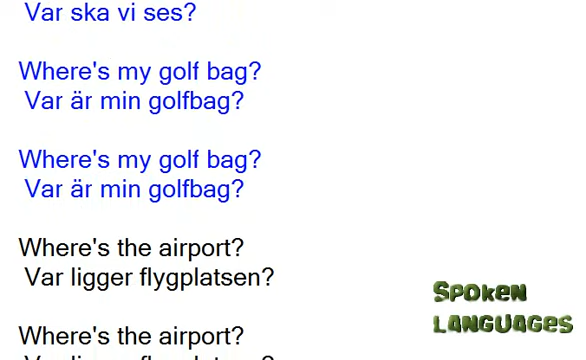 Var ska vi ses?
Where's my golf bag?
Var är min golfbag?
Where's my golf bag?
Var är min golfbag?
Where's the airport?
Var ligger flygplatsen?
Where's the airport?
SPOKEN
LANGUAGES